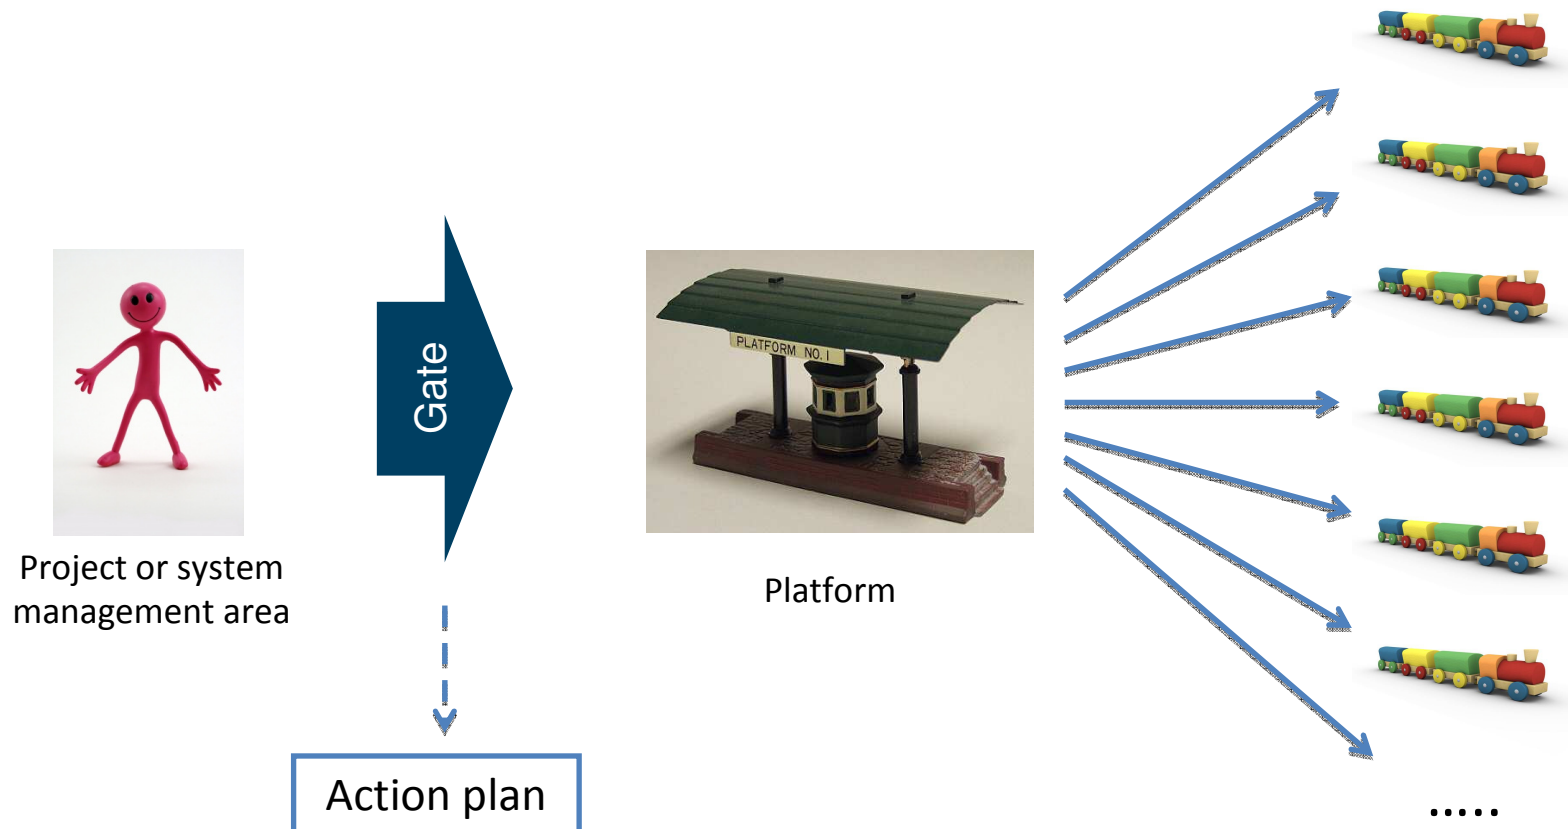 Project or system
management area
Gate
Action plan
PLATFORM NO. 1
Platform
.....